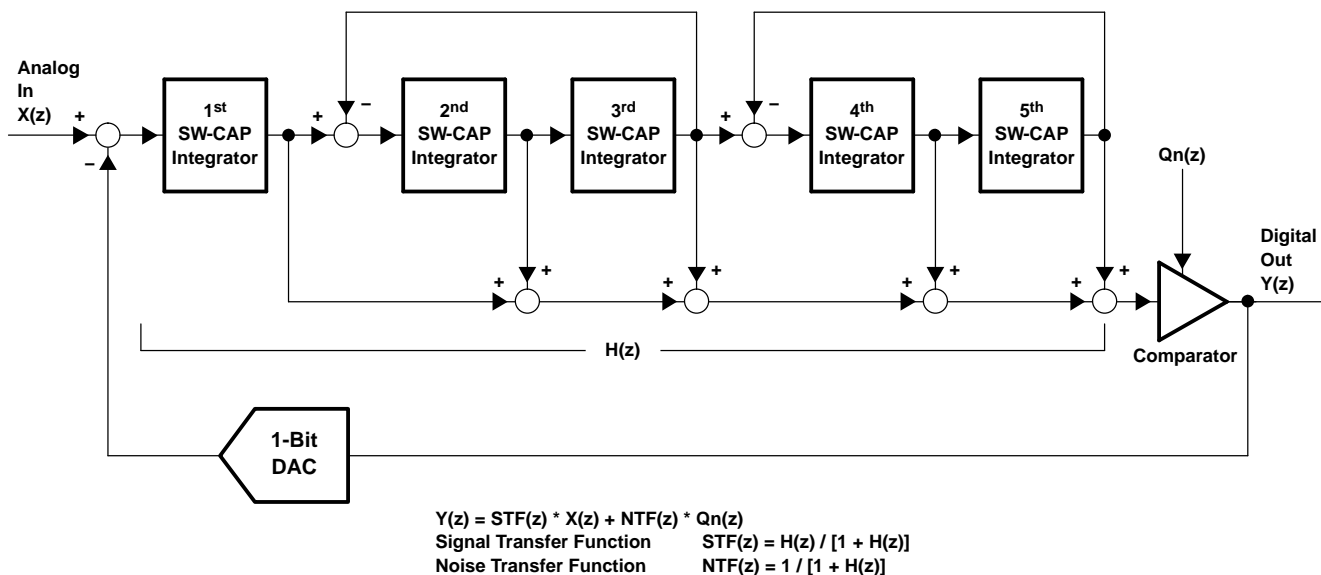 Analog
In
X(z)
+
−
1st
SW-CAP
Integrator
+
−
2nd
SW-CAP
Integrator
3rd
SW-CAP
Integrator
+
−
4th
SW-CAP
Integrator
5th
SW-CAP
Integrator
Qn(z)
+
+
+
+
+
+
+
+
Digital
Out
Y(z)
H(z)
Comparator
1-Bit
DAC
Y(z) = STF(z) * X(z) + NTF(z) * Qn(z)
Signal Transfer Function STF(z) = H(z) / [1 + H(z)]
Noise Transfer Function NTF(z) = 1 / [1 + H(z)]